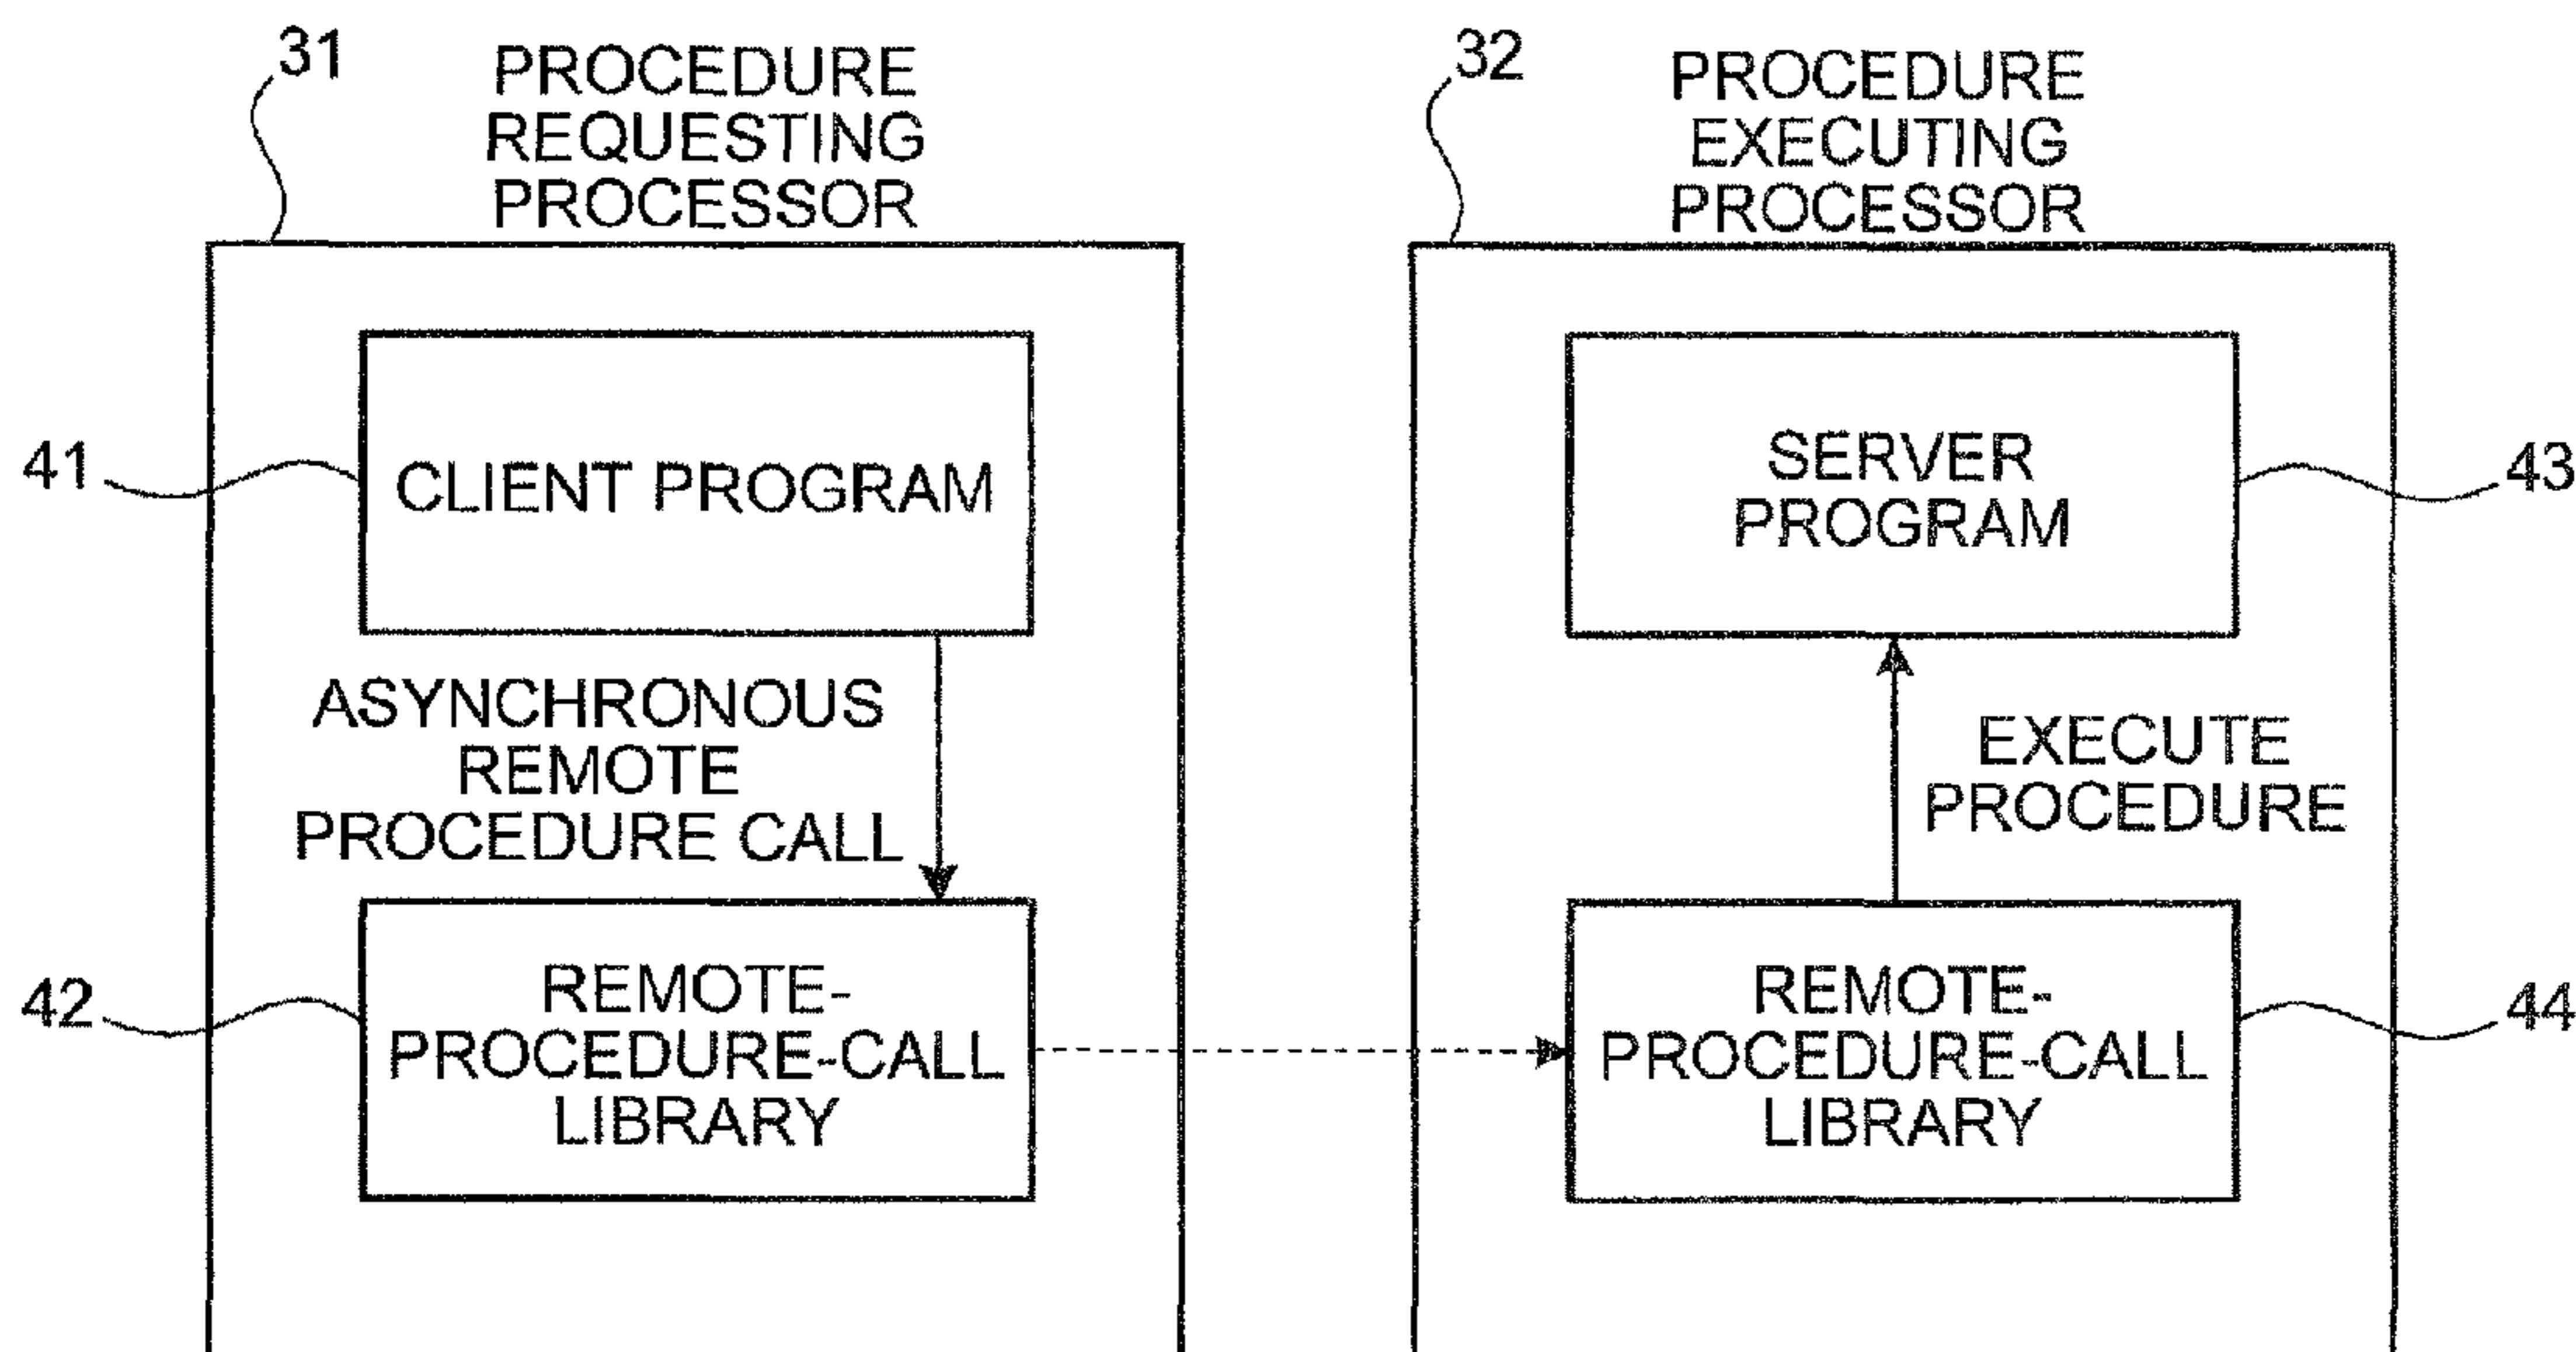 31
PROCEDURE
REQUESTING
PROCESSOR
32
PROCEDURE
EXECUTING
PROCESSOR
41
CLIENT PROGRAM
SERVER
PROGRAM
43
ASYNCHRONOUS
REMOTE
PROCEDURE CALL
EXECUTE
PROCEDURE
42
REMOTE-
PROCEDURE-CALL
LIBRARY
REMOTE-
PROCEDURE-CALL
LIBRARY
44